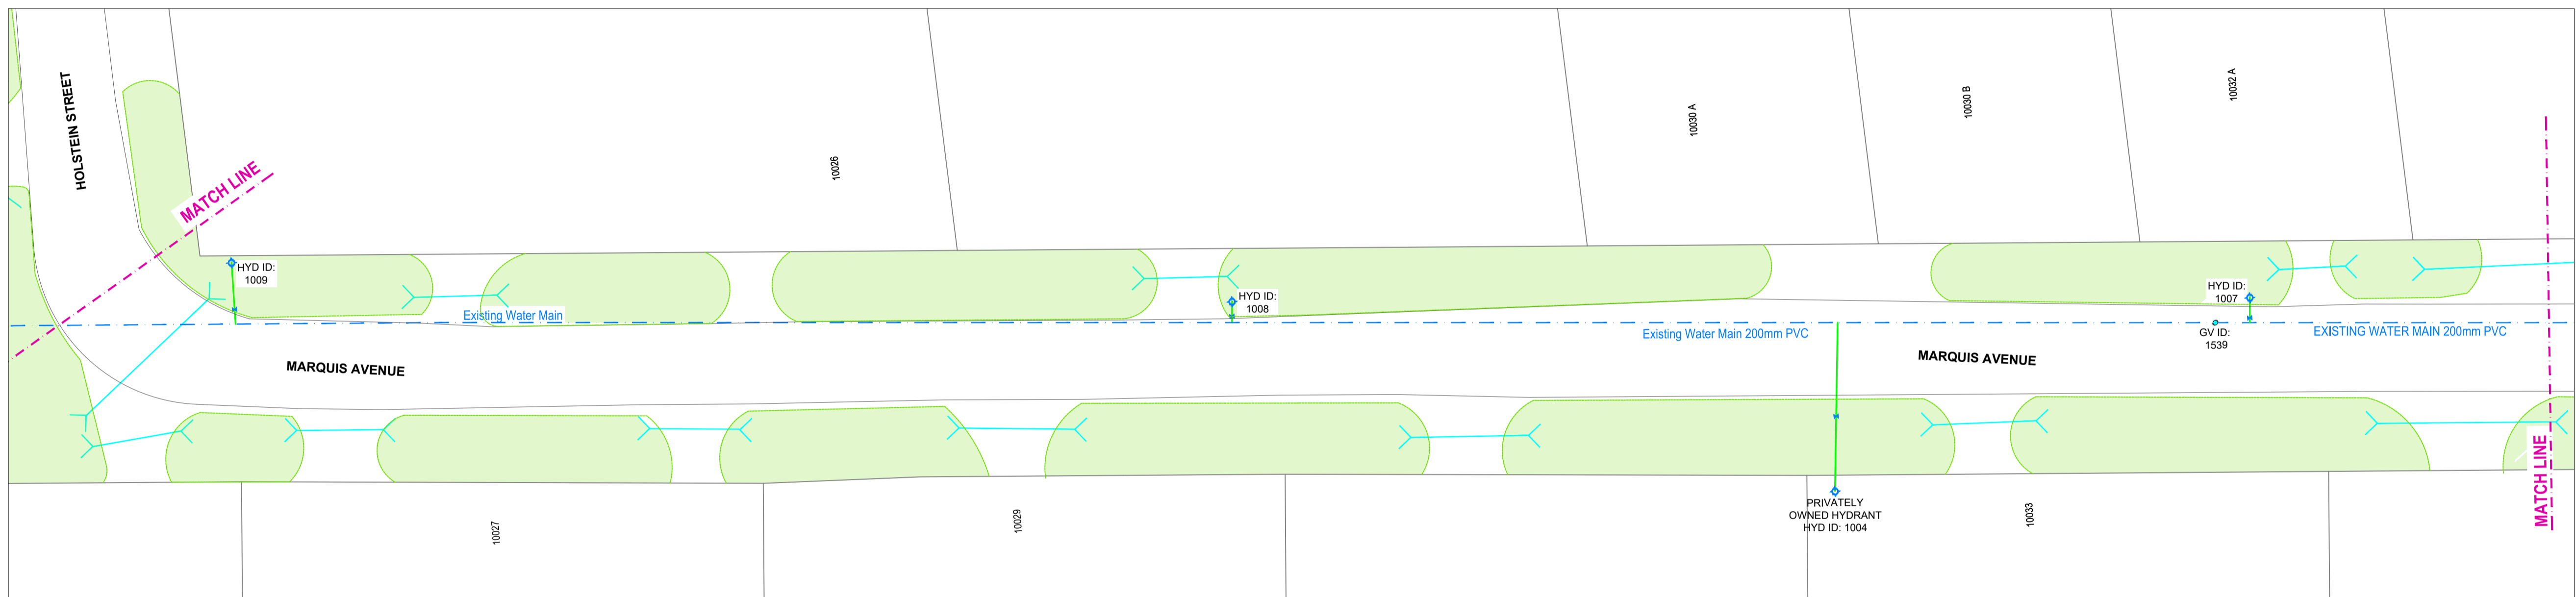 HOLSTEIN STREET
MATCH LINE
10026
10030 A
10030 B
10032 A
HYD ID:
1009
HYD ID:
1008
HYD ID:
1007
Existing Water Main
Existing Water Main 200mm PVC
GV ID:
1539
EXISTING WATER MAIN 200mm PVC
MARQUIS AVENUE
MARQUIS AVENUE
MATCH LINE
10027
10029
PRIVATELY
OWNED HYDRANT
HYD ID: 1004
10033